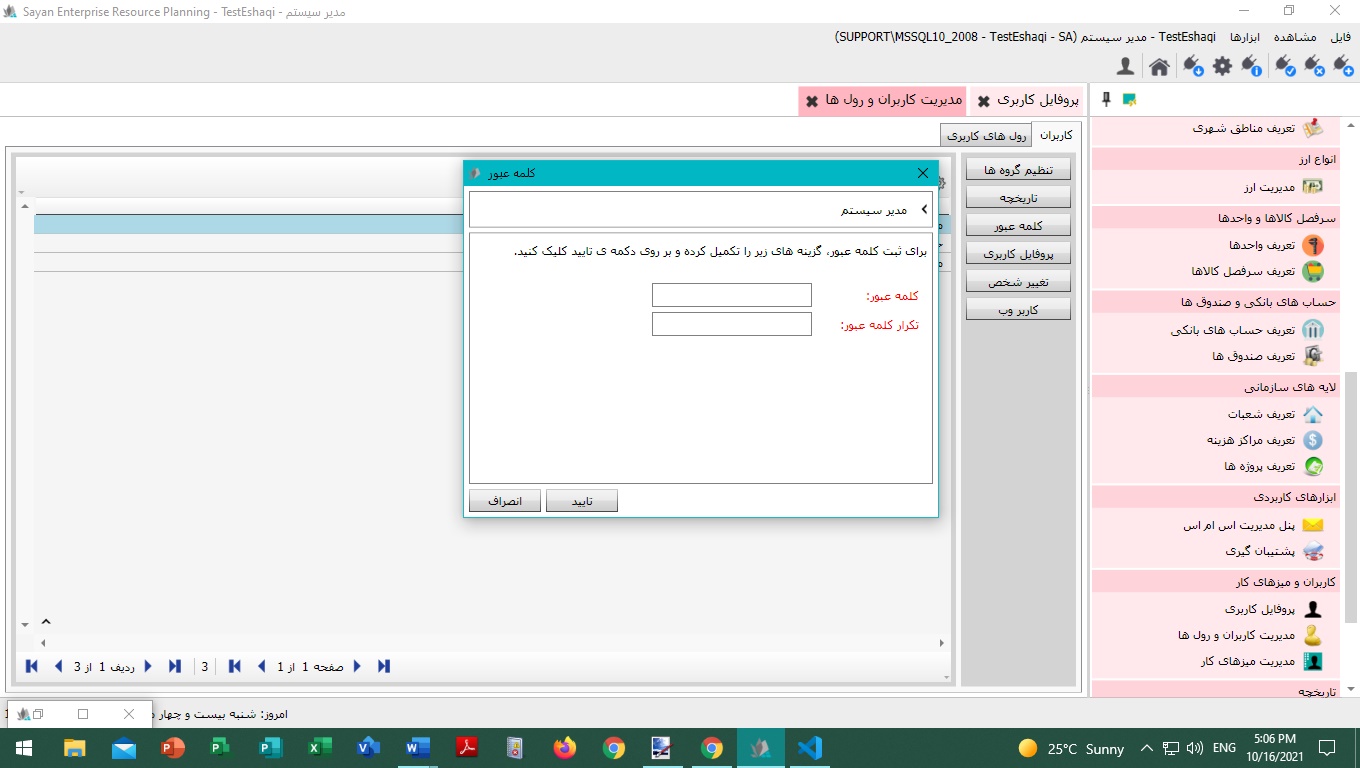 Sayan Enterprise Resource Planning - TestEshaqi - مدیر سیستم
فایل مشاهده ابزارها TestEshaqi - مدیر سیستم (SUPPORT\MSSQL10_2008 - TestEshaqi - SA)
پروفایل کاربری
مدیریت کاربران و رول ها
کاربران
رول های کاربری
تنظیم گروه ها
تاریخچه
کلمه عبور
پروفایل کاربری
تغییر شخص
کاربر وب
کلمه عبور
مدیر سیستم
برای ثبت کلمه عبور، گزینه های زیر را تکمیل کرده و بر روی دکمه ی تایید کلیک کنید.
کلمه عبور:
تکرار کلمه عبور:
تایید
انصراف
تعریف مناطق شهری
انواع ارز
مدیریت ارز
سرفصل کالاها و واحدها
تعریف واحدها
تعریف سرفصل کالاها
حساب های بانکی و صندوق ها
تعریف حساب های بانکی
تعریف صندوق ها
لایه های سازمانی
تعریف شعبات
تعریف مراکز هزینه
تعریف پروژه ها
ابزارهای کاربردی
پنل مدیریت اس ام اس
پشتیبان گیری
کاربران و میزهای کار
پروفایل کاربری
مدیریت کاربران و رول ها
مدیریت میزهای کار
تاریخچه
صفحه 1 از 1
3
ردیف 1 از 3
امروز: شنبه بیست و چهار
25°C Sunny
ENG
5:06 PM
10/16/2021